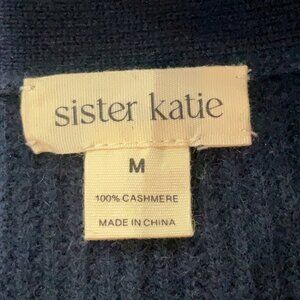 sister katie
M
100% CASHMERE
MADE IN CHINA